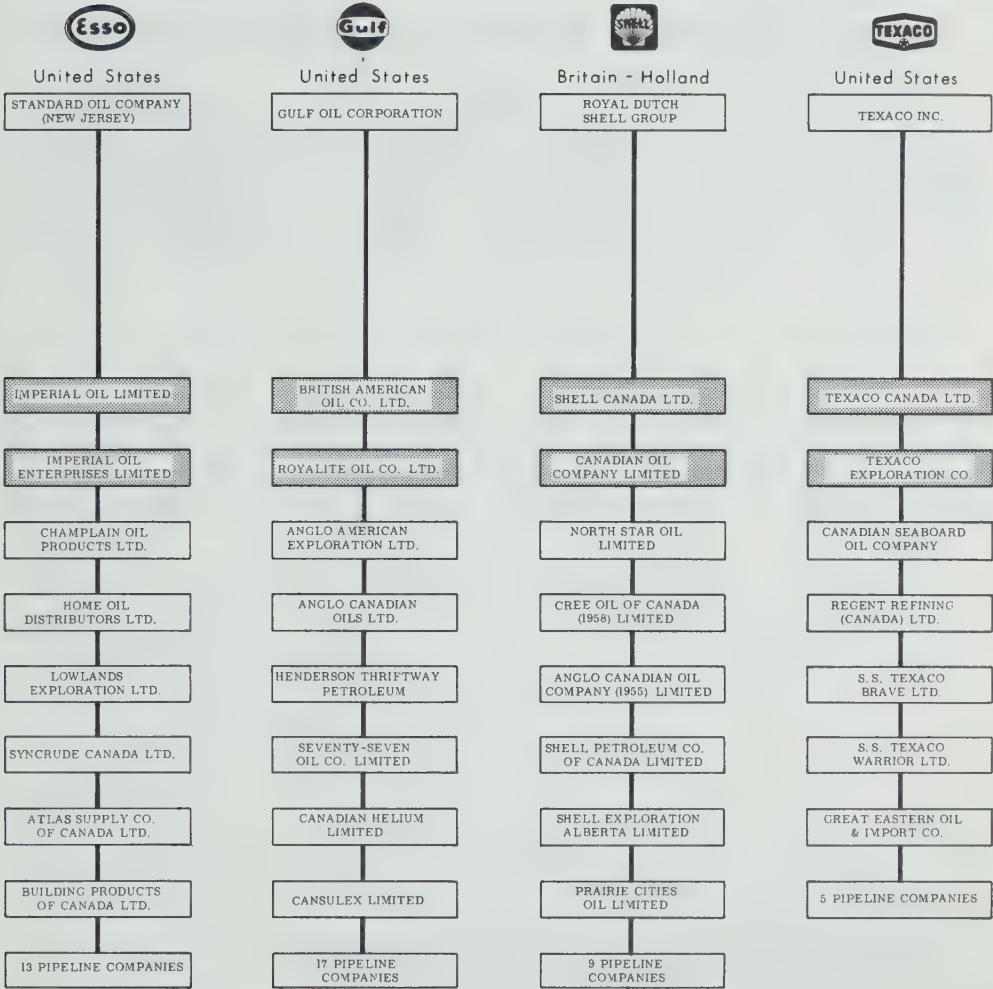 Esso
United States
STANDARD OIL COMPANY
(NEW JERSEY)
IMPERIAL OIL LIMITED
IMPERIAL OIL
ENTERPRISES LIMITED
CHAMPLAIN OIL
PRODUCTS LTD.
HOME OIL
DISTRIBUTORS LTD.
LOWLANDS
EXPLORATION LTD.
SYNCRUDE CANADA LTD.
ATLAS SUPPLY CO.
OF CANADA LTD.
BUILDING PRODUCTS
OF CANADA LTD.
13 PIPELINE COMPANIES
Gulf
United States
GULF OIL CORPORATION
BRITISH AMERICAN
OIL CO. LTD.
ROYALITE OIL CO. LTD.
ANGLO AMERICAN
EXPLORATION LTD.
ANGLO CANADIAN
OILS LTD.
HENDERSON THRIFTWAY
PETROLEUM
SEVENTY-SEVEN
OIL CO. LIMITED
CANADIAN HELIUM
LIMITED
CANSULEX LIMITED
17 PIPELINE
COMPANIES
SHELL
Britain - Holland
ROYAL DUTCH
SHELL GROUP
SHELL CANADA LTD.
CANADIAN OIL
COMPANY LIMITED
NORTH STAR OIL
LIMITED
CREE OIL OF CANADA
(1958) LIMITED
ANGLO CANADIAN OIL
COMPANY (1955) LIMITED
SHELL PETROLEUM CO.
OF CANADA LIMITED
SHELL EXPLORATION
ALBERTA LIMITED
PRAIRIE CITIES
OIL LIMITED
9 PIPELINE
COMPANIES
TEXACO
United States
TEXACO INC.
TEXACO CANADA LTD.
TEXACO
EXPLORATION CO.
CANADIAN SEABOARD
OIL COMPANY
REGENT REFINING
(CANADA) LTD.
S.S. TEXACO
BRAVE LTD.
S.S. TEXACO
WARRIOR LTD.
GREAT EASTERN OIL
& IMPORT CO.
5 PIPELINE COMPANIES